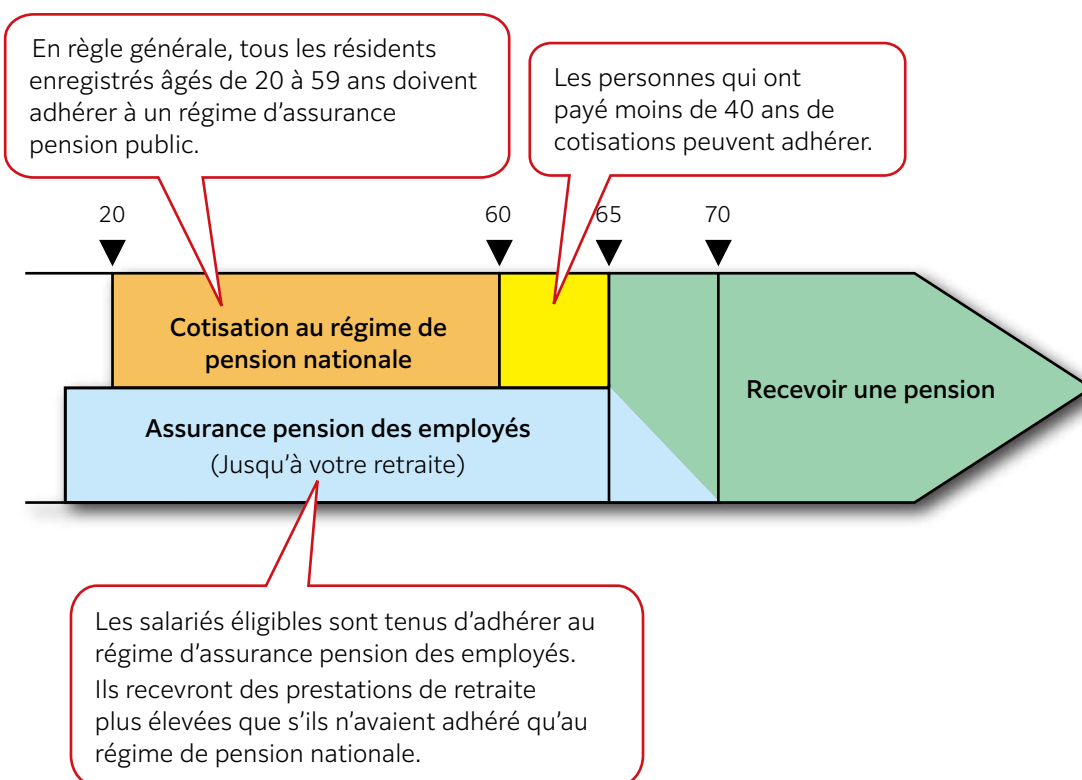 En règle générale, tous les résidents
enregistrés âgés de 20 à 59 ans doivent
adhérer à un régime d’assurance
pension public.
Les personnes qui ont
payé moins de 40 ans de
cotisations peuvent adhérer.
20
60
65
70
Cotisation au régime de
pension nationale
Recevoir une pension
Assurance pension des employés
(Jusqu’à votre retraite)
Les salariés éligibles sont tenus d’adhérer au
régime d’assurance pension des employés.
Ils recevront des prestations de retraite
plus élevées que s’ils n’avaient adhéré qu’au
régime de pension nationale.